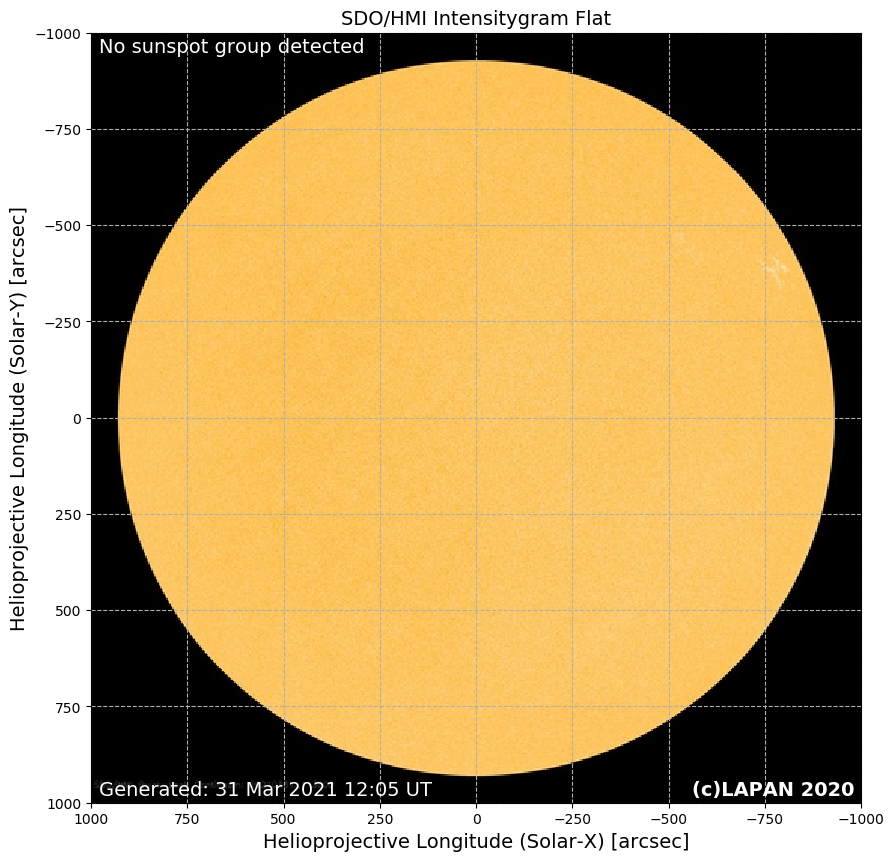 SDO/HMI Intensitygram Flat
No sunspot group detected
−1000
−750
−500
−250
0
250
500
750
1000
Helioprojective Longitude (Solar-Y) [arcsec]
Generated: 31 Mar 2021 12:05 UT
(c)LAPAN 2020
1000 750 500 250 0 −250 −500 −750 −1000
Helioprojective Longitude (Solar-X) [arcsec]